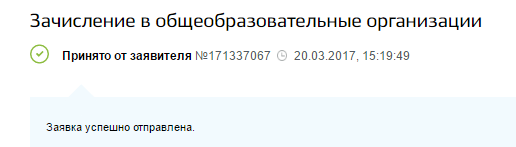 Зачисление в общеобразовательные организации
Принято от заявителя №171337067 20.03.2017, 15:19:49
Заявка успешно отправлена.